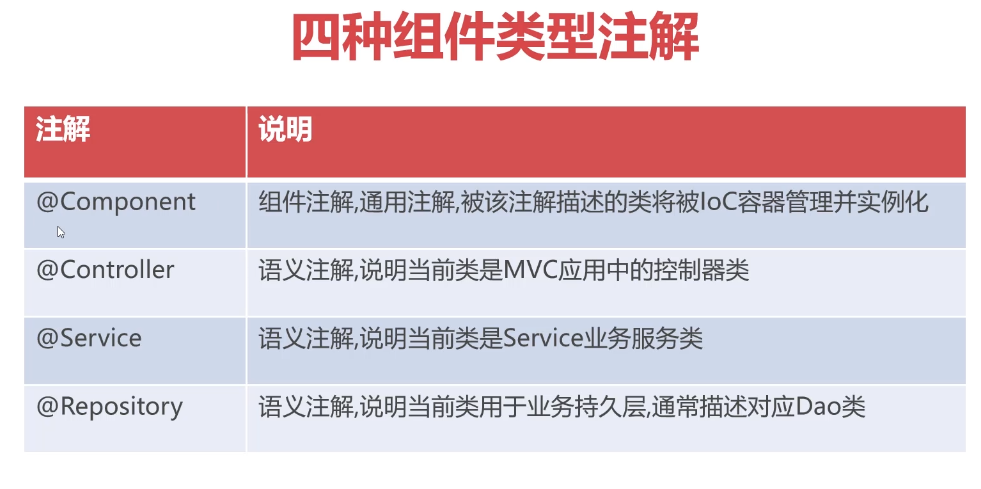 四种组件类型注解
注解 说明
@Component 组件注解,通用注解,被该注解描述的类将被IoC容器管理并实例化
@Controller 语义注解,说明当前类是MVC应用中的控制器类
@Service 语义注解,说明当前类是Service业务服务类
@Repository 语义注解,说明当前类用于业务持久层,通常描述对应Dao类